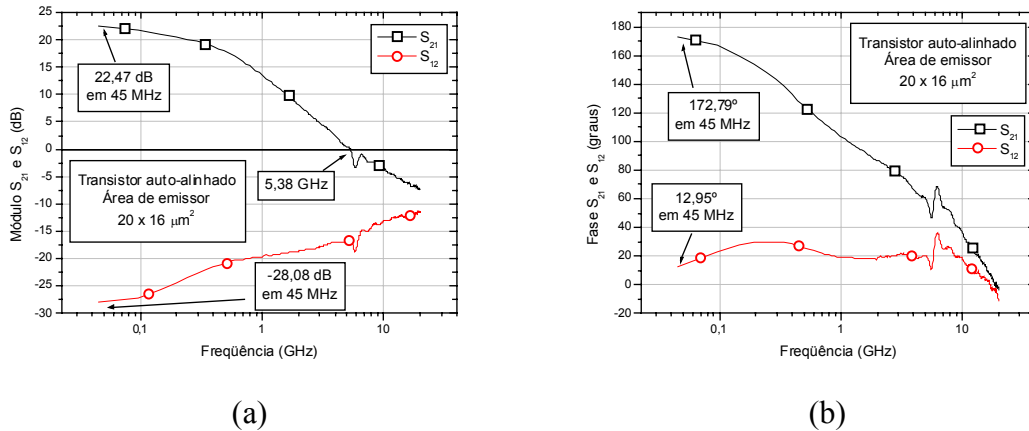 25
20
15
10
5
0
-5
-10
-15
-20
-25
-30
0,1
1
10
Módulo S21 e S12 (dB)
Freqüência (GHz)
S21
S12
22,47 dB
em 45 MHz
5,38 GHz
Transistor auto-alinhado
Área de emissor
20 x 16 µm²
-28,08 dB
em 45 MHz
(a)
180
160
140
120
100
80
60
40
20
0
-20
0,1
1
10
Fase S21 e S12 (graus)
Freqüência (GHz)
Transistor auto-alinhado
Área de emissor
20 x 16 µm²
S21
S12
172,79º
em 45 MHz
12,95º
em 45 MHz
(b)